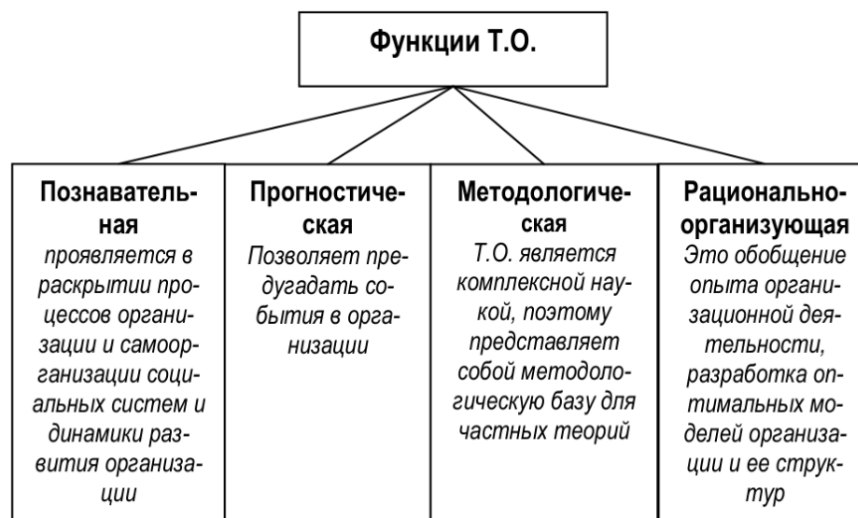 Функции Т.О.
Познаватель-
ная
проявляется в
раскрытии про-
цессов органи-
зации и самоор-
ганизации соци-
альных систем и
динамики раз-
вития организа-
ции
Прогностиче-
ская
Позволяет пре-
дугадать со-
бытия в орга-
низации
Методологиче-
ская
Т.О. является
комплексной нау-
кой, поэтому
представляет
собой методоло-
гическую базу для
частных теорий
Рационально-
организующая
Это обобщение
опыта органи-
зационной дея-
тельности,
разработка оп-
тимальных мо-
делей организа-
ции и ее струк-
тур